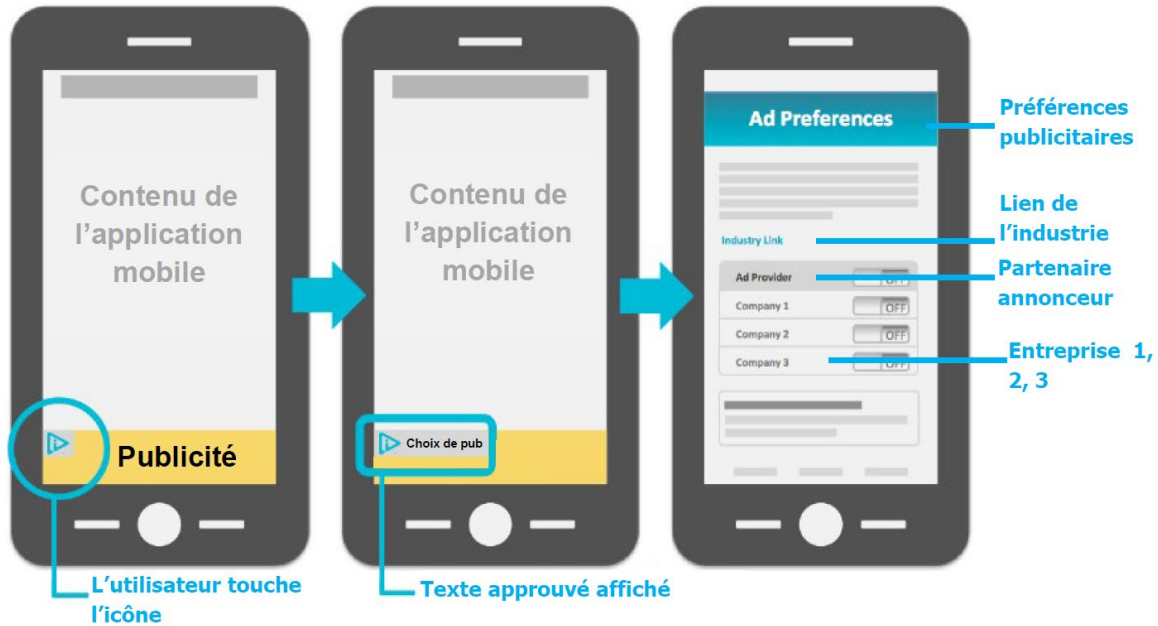 Contenu de
l'application
mobile
Publicité
L'utilisateur touche
l'icône
Contenu de
l'application
mobile
Choix de pub
Texte approuvé affiché
Ad Preferences
Industry Link
Ad Provider OFF
Company 1 OFF
Company 2 OFF
Company 3 OFF
Préférences
publicitaires
Lien de
l'industrie
Partenaire
annonceur
Entreprise 1,
2, 3